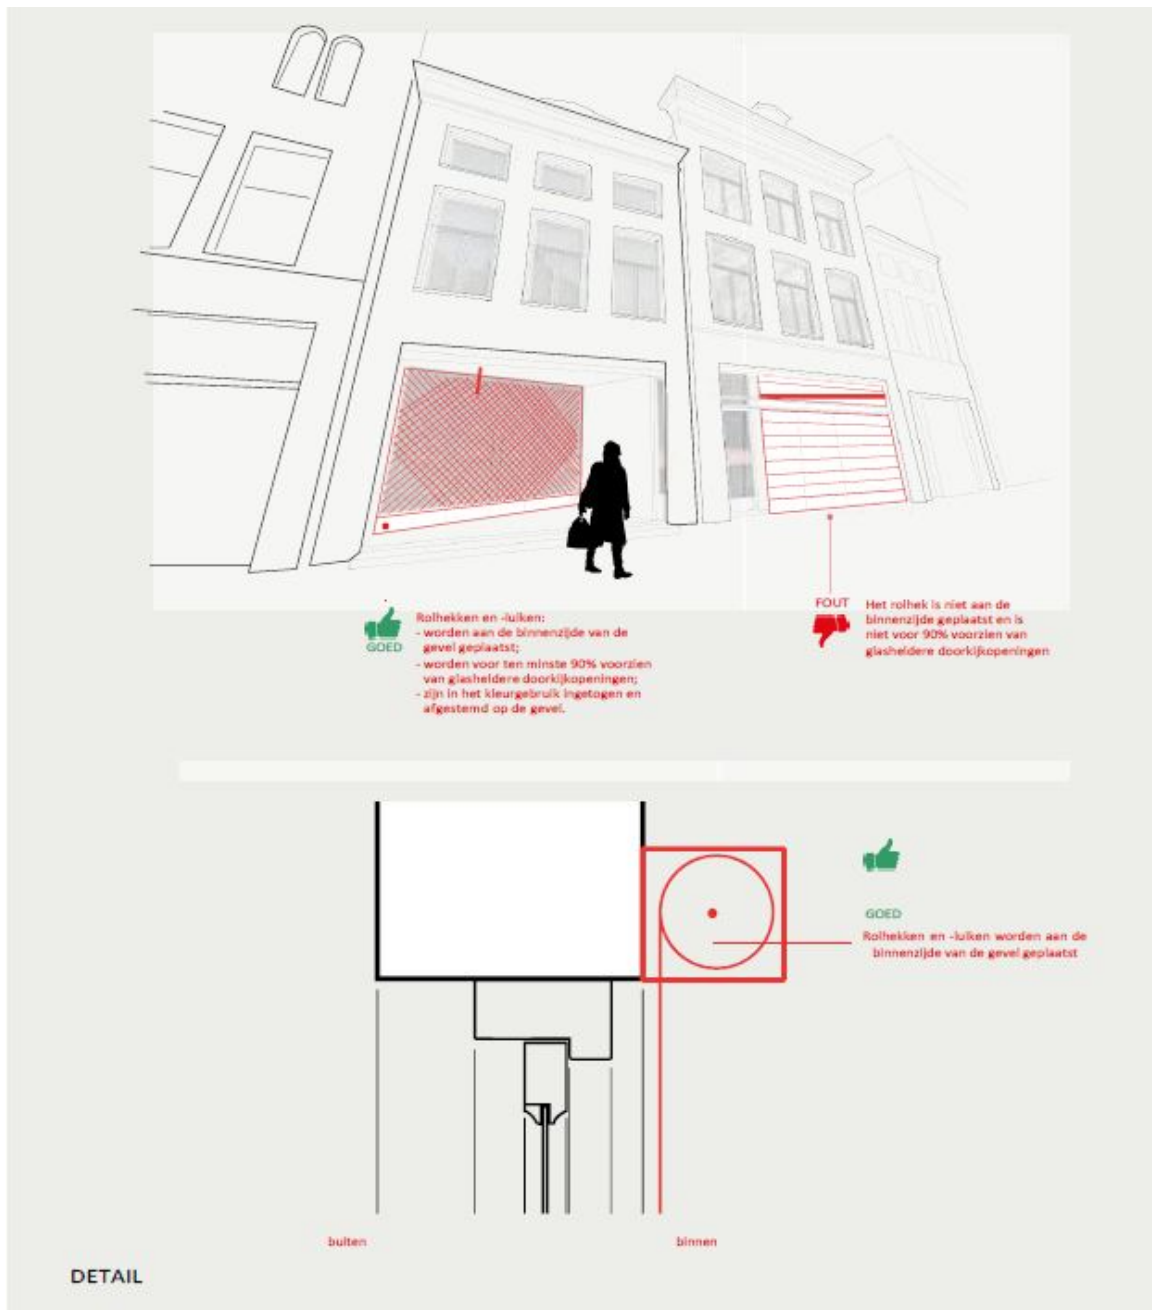 GOED
Rolhekken en -luiken:
- worden aan de binnenzijde van de
gevel geplaatst;
- worden voor ten minste 90% voorzien
van glasheldere doorkijkopeningen;
- zijn in het kleurgebruik ingetogen en
afgestemd op de gevel.
FOUT
Het rolhek is niet aan de
binnenzijde geplaatst en is
niet voor 90% voorzien van
glasheldere doorkijkopeningen
GOED
Rolhekken en -luiken worden aan de
binnenzijde van de gevel geplaatst
buiten
binnen
DETAIL